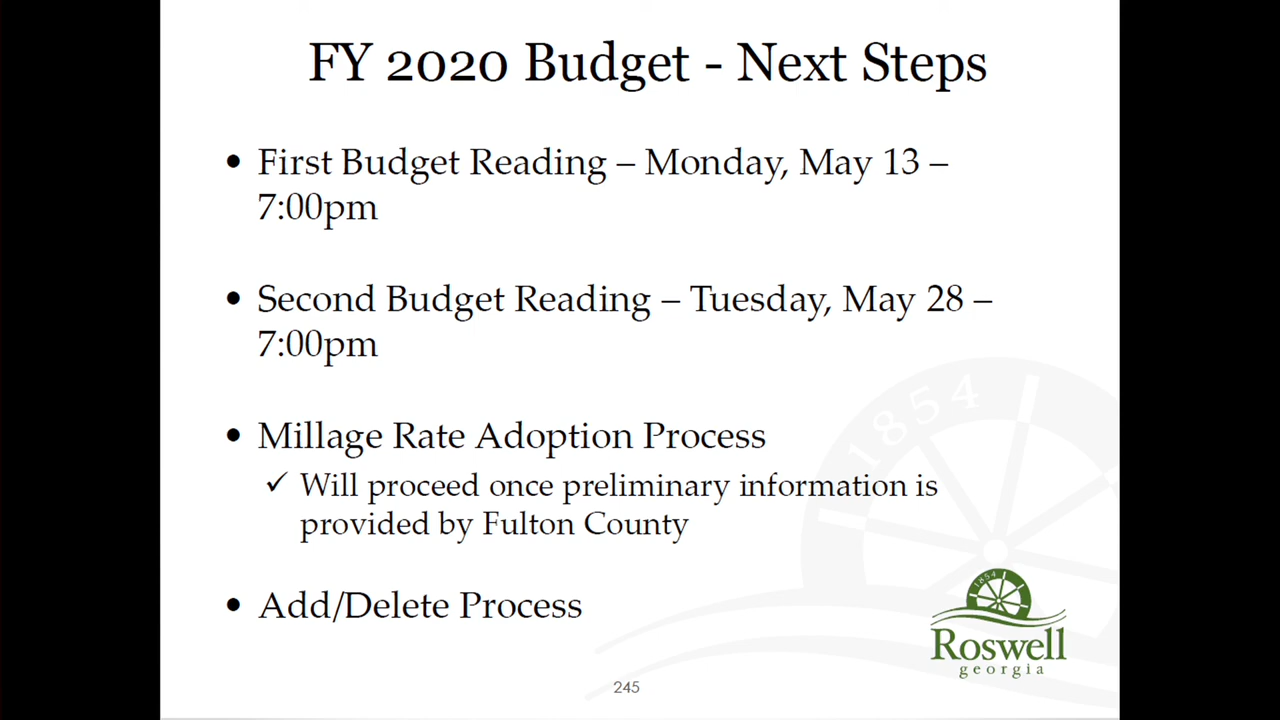 FY 2020 Budget - Next Steps
• First Budget Reading – Monday, May 13 –
7:00pm
• Second Budget Reading – Tuesday, May 28 –
7:00pm
• Millage Rate Adoption Process
✓ Will proceed once preliminary information is
provided by Fulton County
• Add/Delete Process
1854
1854
Roswell
georgia
245